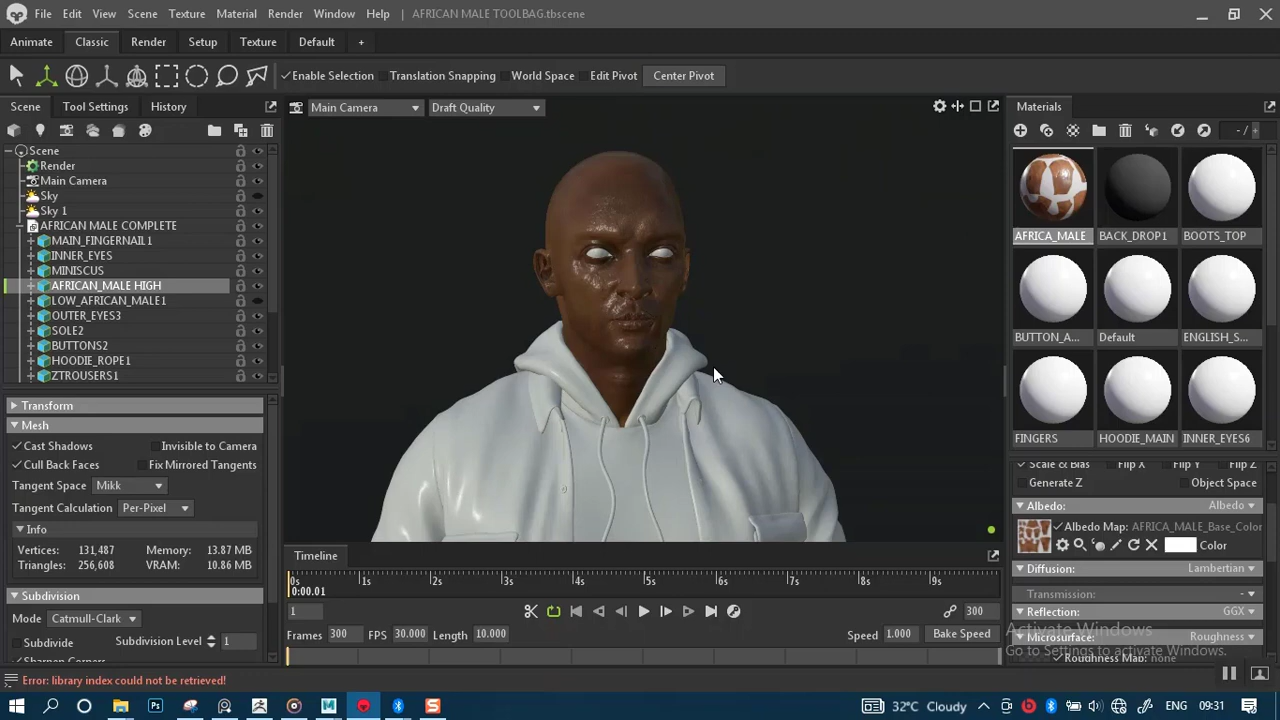 File Edit View Scene Texture Material Render Window Help | AFRICAN MALE TOOLBAG.tbscene
Animate Classic Render Setup Texture Default +
Enable Selection Translation Snapping World Space Edit Pivot Center Pivot
Scene Tool Settings History
Main Camera Draft Quality
Materials
- / +
Scene
Render
Main Camera
Sky
Sky 1
AFRICAN MALE COMPLETE
MAIN_FINGERNAIL1
INNER_EYES
MINISCUS
AFRICAN_MALE HIGH
LOW_AFRICAN_MALE1
OUTER_EYES3
SOLE2
BUTTONS2
HOODIE_ROPE1
ZTROUSERS1
AFRICA_MALE BACK_DROP1 BOOTS_TOP
BUTTON_A... Default ENGLISH_S...
FINGERS HOODIE_MAIN INNER_EYES6
Transform
Mesh
Cast Shadows Invisible to Camera
Cull Back Faces Fix Mirrored Tangents
Tangent Space Mikk
Tangent Calculation Per-Pixel
Info
Vertices: 131,487 Memory: 13.87 MB
Triangles: 256,608 VRAM: 10.86 MB
Subdivision
Mode Catmull-Clark
Subdivide Subdivision Level 1
Sharpen Corners
Scale & Bias Flip X Flip Y Flip Z
Generate Z Object Space
Albedo: Albedo
Albedo Map: AFRICA_MALE_Base_Color
Color
Diffusion: Lambertian
Transmission: -
Reflection: GGX
Microsurface: Roughness
Roughness Map: none
Activate Windows
Go to Settings to activate Windows.
Timeline
0s 1s 2s 3s 4s 5s 6s 7s 8s 9s
0:00.01
1 300
Frames 300 FPS 30.000 Length 10.000 Speed 1.000 Bake Speed
Error: library index could not be retrieved!
32°C Cloudy ENG 09:31